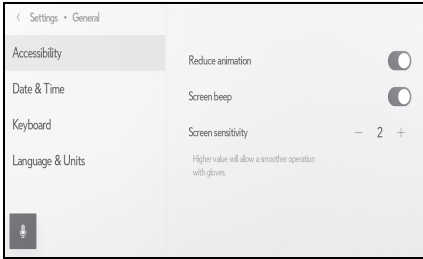 Settings • General
Accessibility
Date & Time
Keyboard
Language & Units
Reduce animation
Screen beep
Screen sensitivity
− 2 +
Higher value will allow a smoother operation
with gloves.